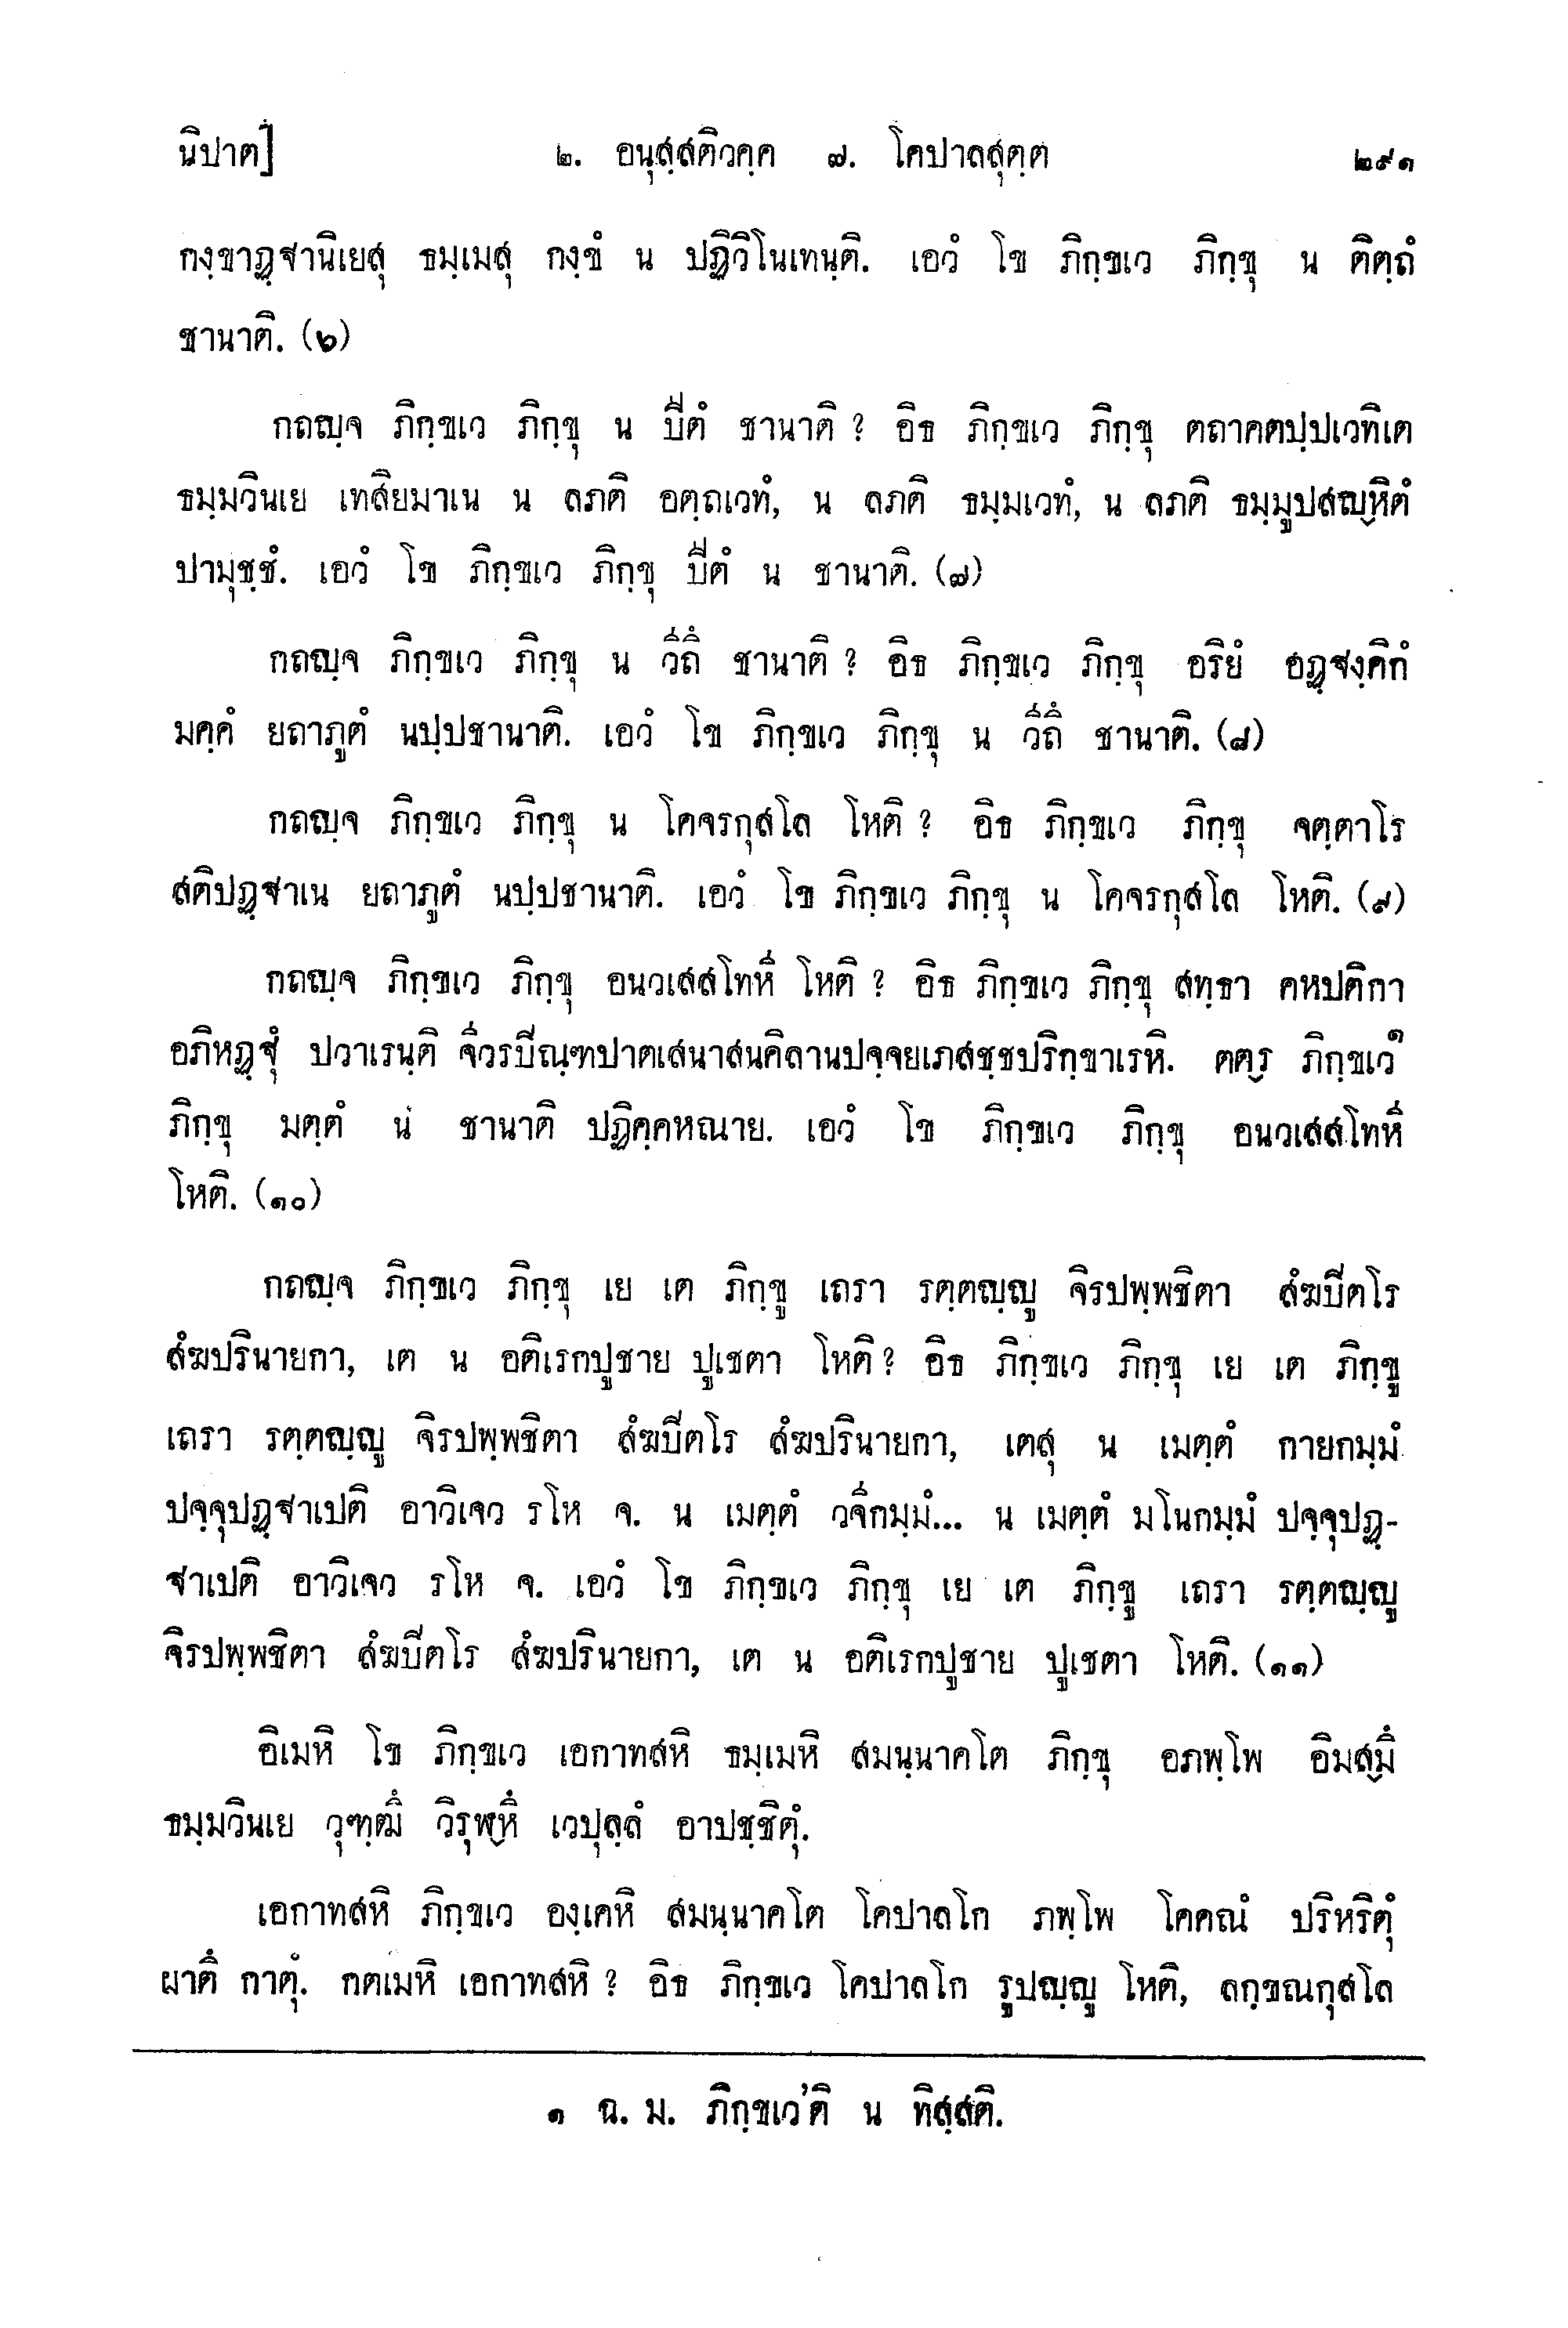 นิปาต]	๒. อนุสฺสติวคฺค ๗. โคปาลสุตฺต	๒๙๑
กงฺขาฏฺฐานิเยสุ ธมฺเมสุ กงฺขํ น ปฏิวิโนเทนฺติ. เอวํ โข ภิกฺขเว ภิกฺขุ น ติตฺถํ
ชานาติ. (๖)
กถญฺจ ภิกฺขเว ภิกฺขุ น ปีตํ ชานาติ ? อิธ ภิกฺขเว ภิกฺขุ ตถาคตปฺปเวทิเต
ธมฺมวินเย เทสิยมาเน น ลภติ อตฺถเวทํ, น ลภติ ธมฺมเวทํ, น ลภติ ธมฺมูปสญฺหิตํ
ปามุชฺชํ. เอวํ โข ภิกฺขเว ภิกฺขุ ปีตํ น ชานาติ. (๗)
กถญฺจ ภิกฺขเว ภิกฺขุ น วีถึ ชานาติ ? อิธ ภิกฺขเว ภิกฺขุ อริยํ อฏฺฐงฺคิกํ
มคฺคํ ยถาภูตํ นปฺปชานาติ. เอวํ โข ภิกฺขเว ภิกฺขุ น วีถึ ชานาติ. (๘)
กถญฺจ ภิกฺขเว ภิกฺขุ น โคจรกุสโล โหติ ? อิธ ภิกฺขเว ภิกฺขุ จตฺตาโร
สติปฏฺฐาเน ยถาภูตํ นปฺปชานาติ. เอวํ โข ภิกฺขเว ภิกฺขุ น โคจรกุสโล โหติ. (๙)
กถญฺจ ภิกฺขเว ภิกฺขุ อนวเสสโทหี โหติ ? อิธ ภิกฺขเว ภิกฺขุ สทฺธา คหปติกา
อภิหฏฺฐุํ ปวาเรนฺติ จีวรปิณฺฑปาตเสนาสนคิลานปจฺจยเภสชฺชปริกฺขาเรหิ. ตตฺร ภิกฺขเว๑
ภิกฺขุ มตฺตํ น ชานาติ ปฏิคฺคหณาย. เอวํ โข ภิกฺขเว ภิกฺขุ อนวเสสโทหี
โหติ. (๑๐)
กถญฺจ ภิกฺขเว ภิกฺขุ เย เต ภิกฺขู เถรา รตฺตญฺญู จิรปพฺพชิตา สํฆปีตโร
สํฆปรินายกา, เต น อติเรกปูชาย ปูเชตา โหติ ? อิธ ภิกฺขเว ภิกฺขุ เย เต ภิกฺขู
เถรา รตฺตญฺญู จิรปพฺพชิตา สํฆปีตโร สํฆปรินายกา, เตสุ น เมตฺตํ กายกมฺมํ
ปจฺจุปฏฺฐาเปติ อาวิเจว รโห จ. น เมตฺตํ วจีกมฺมํ... น เมตฺตํ มโนกมฺมํ ปจฺจุปฏฺ-
ฐาเปติ อาวิเจว รโห จ. เอวํ โข ภิกฺขเว ภิกฺขุ เย เต ภิกฺขู เถรา รตฺตญฺญู
จิรปพฺพชิตา สํฆปีตโร สํฆปรินายกา, เต น อติเรกปูชาย ปูเชตา โหติ. (๑๑)
อิเมหิ โข ภิกฺขเว เอกาทสหิ ธมฺเมหิ สมนฺนาคโต ภิกฺขุ อภพฺโพ อิมสฺมึ
ธมฺมวินเย วุฑฺฒึ วิรุฬฺหึ เวปุลฺลํ อาปชฺชิตุํ.
เอกาทสหิ ภิกฺขเว องฺเคหิ สมนฺนาคโต โคปาลโก ภพฺโพ โคคณํ ปริหริตุํ
ผาตึ กาตุํ. กตเมหิ เอกาทสหิ ? อิธ ภิกฺขเว โคปาลโก รูปญฺญู โหติ, ลกฺขณกุสโล
๑ ฉ. ม. ภิกฺขเว'ติ น ทิสฺสติ.